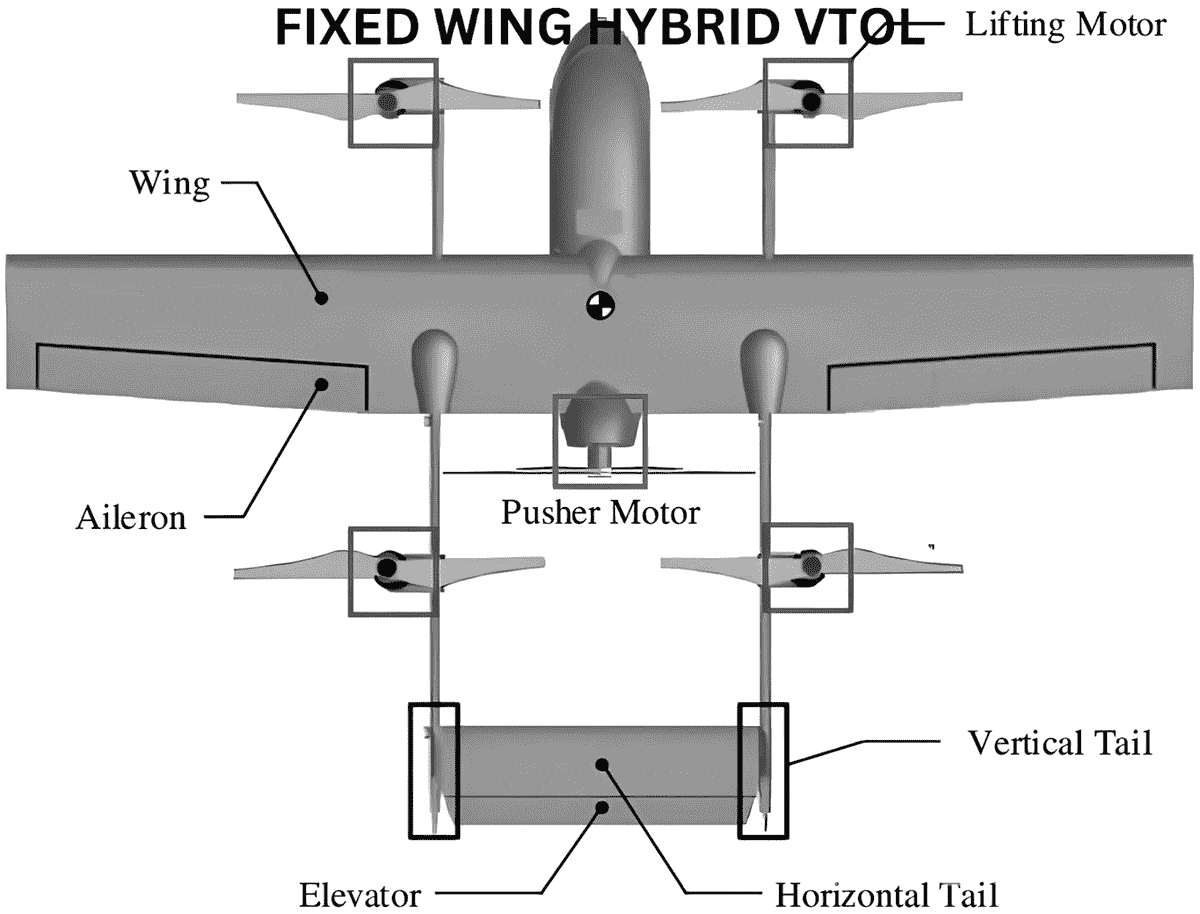 FIXED WING HYBRID VTOL
Lifting Motor
Wing
Aileron
Pusher Motor
Vertical Tail
Elevator
Horizontal Tail